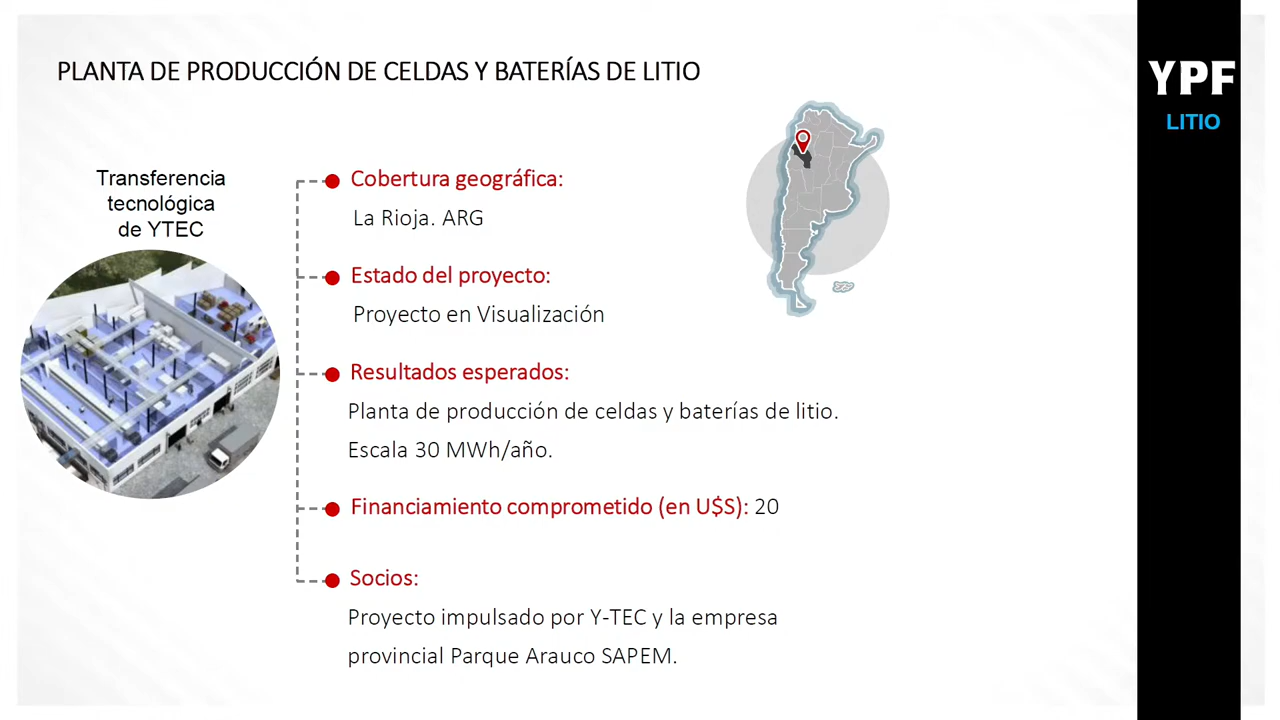 PLANTA DE PRODUCCIÓN DE CELDAS Y BATERÍAS DE LITIO
YPF
LITIO
Transferencia
tecnológica
de YTEC
Cobertura geográfica:
La Rioja. ARG
Estado del proyecto:
Proyecto en Visualización
Resultados esperados:
Planta de producción de celdas y baterías de litio.
Escala 30 MWh/año.
Financiamiento comprometido (en U$S): 20
Socios:
Proyecto impulsado por Y-TEC y la empresa
provincial Parque Arauco SAPEM.